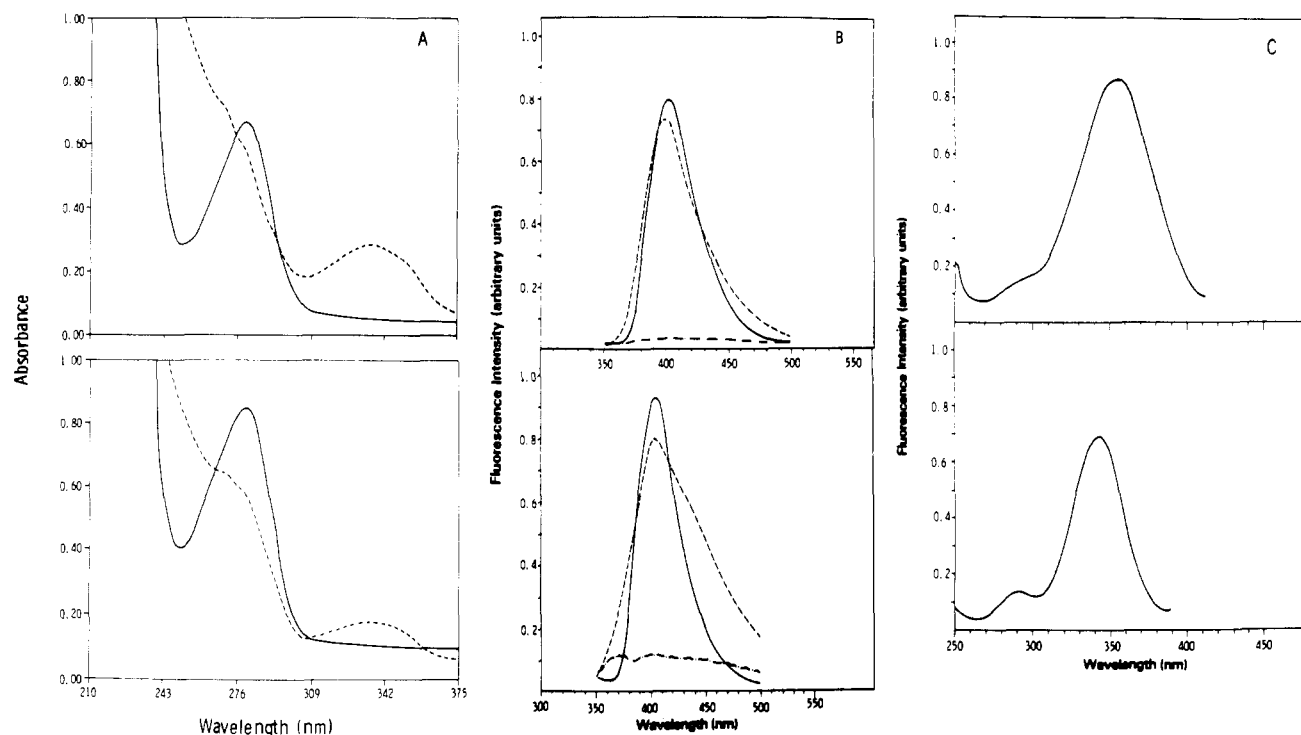 A
1.00
0.80
0.60
0.40
0.20
0.00
1.00
0.80
0.60
0.40
0.20
0.00
210 243 276 309 342 375
Absorbance
Wavelength (nm)
B
1.0
0.8
0.6
0.4
0.2
350 400 450 500 550
1.0
0.8
0.6
0.4
0.2
300 350 400 450 500 550
Fluorescence Intensity (arbitrary units)
Wavelength (nm)
C
1.0
0.8
0.6
0.4
0.2
1.0
0.8
0.6
0.4
0.2
250 300 350 400 450
Fluorescence Intensity (arbitrary units)
Wavelength (nm)